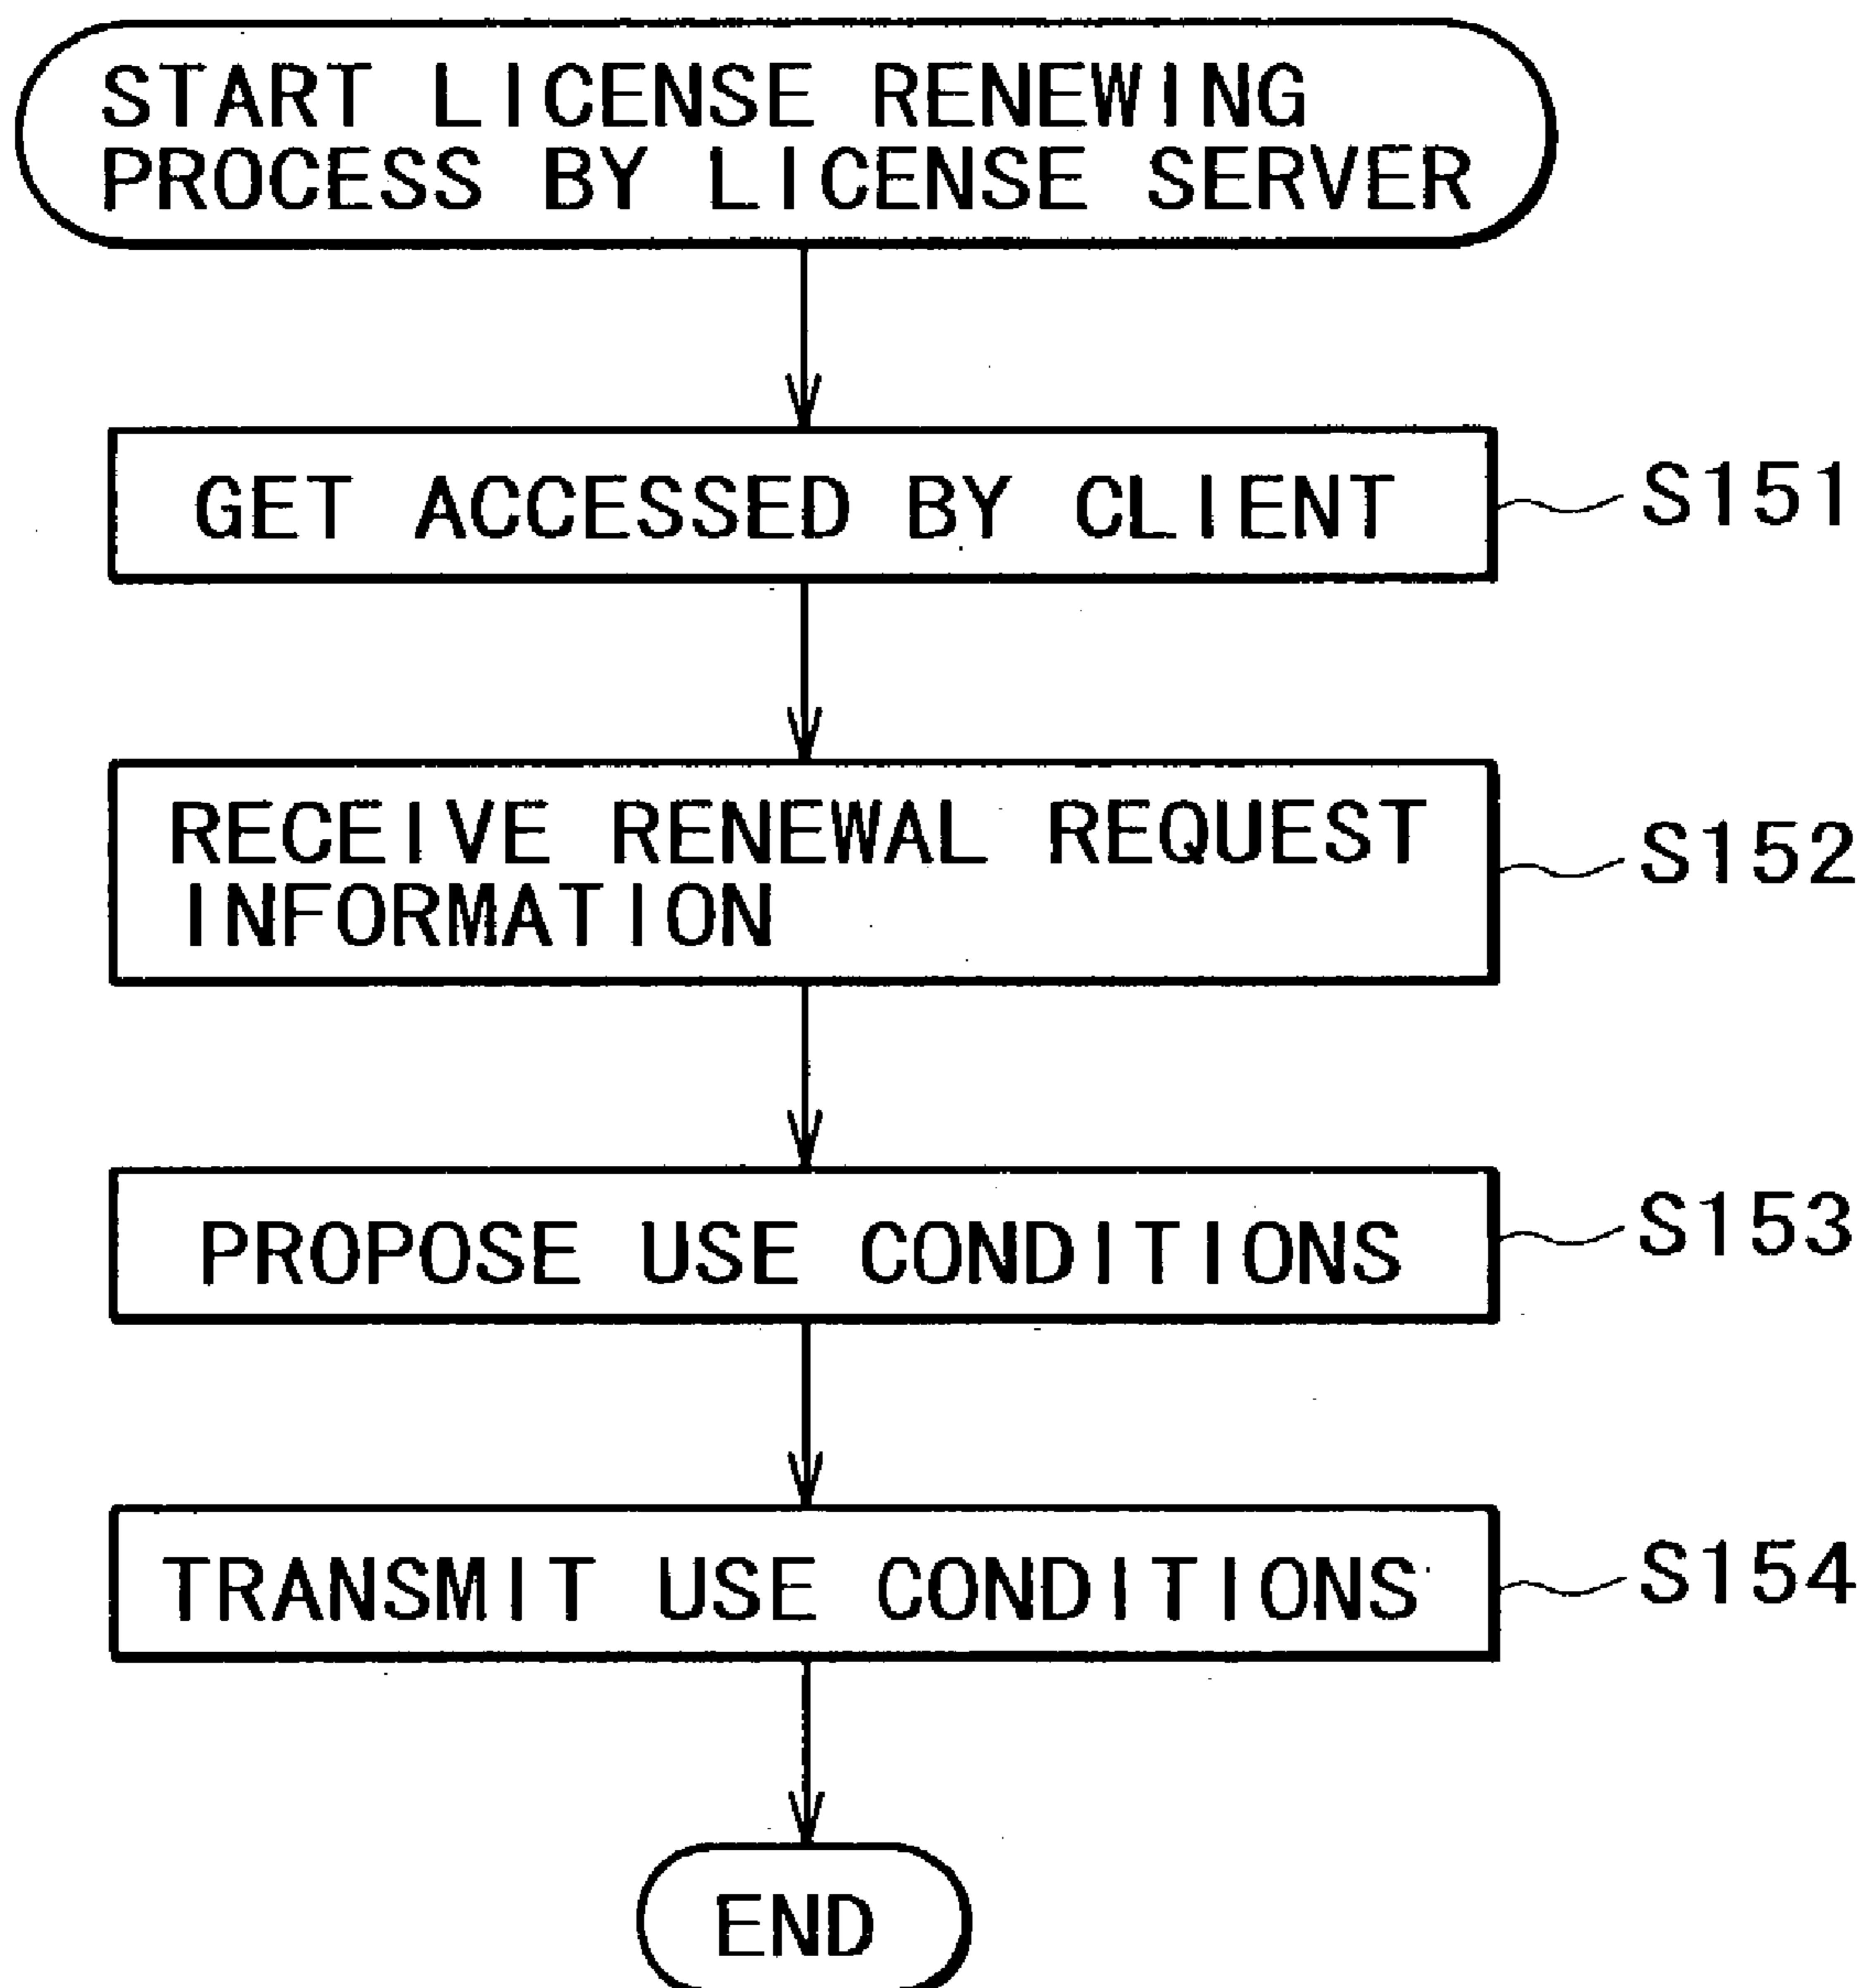 START LICENSE RENEWING
PROCESS BY LICENSE SERVER
GET ACCESSED BY CLIENT
S151
RECEIVE RENEWAL REQUEST
INFORMATION
S152
PROPOSE USE CONDITIONS
S153
TRANSMIT USE CONDITIONS
S154
END